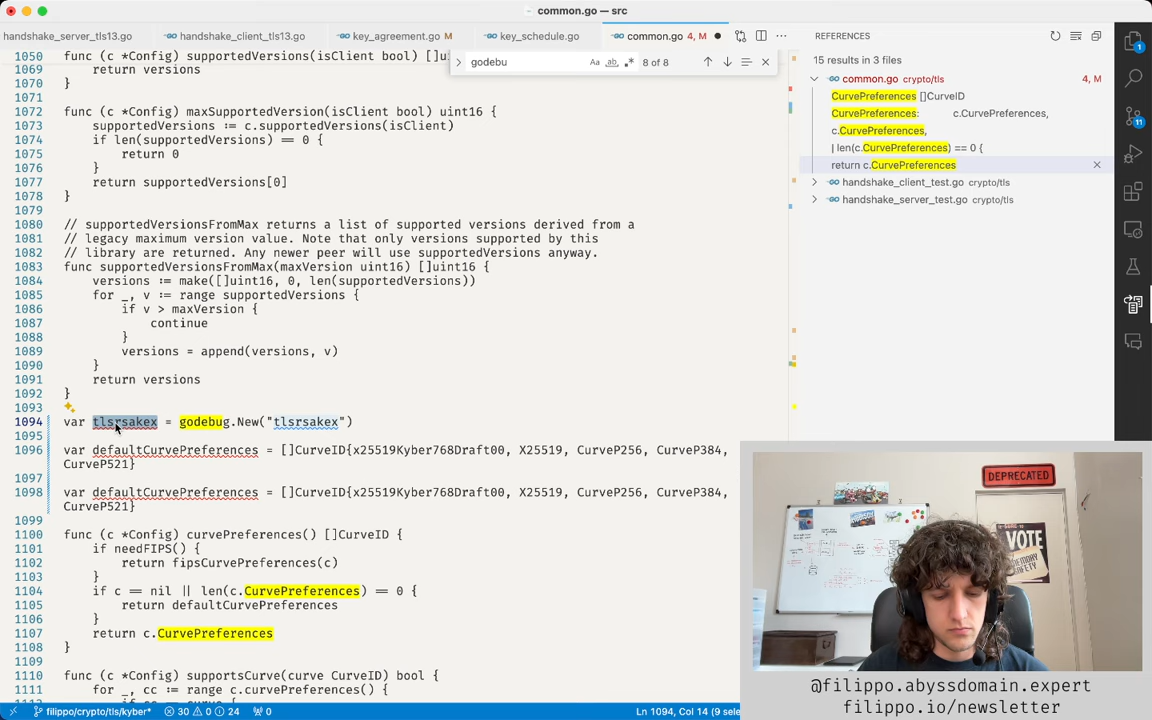 common.go — src
handshake_server_tls13.go
handshake_client_tls13.go
key_agreement.go M
key_schedule.go
common.go 4, M
REFERENCES
godebu
Aa
ab
8 of 8
15 results in 3 files
common.go crypto/tls
4, M
CurvePreferences []CurveID
CurvePreferences: c.CurvePreferences,
c.CurvePreferences,
| len(c.CurvePreferences) == 0 {
return c.CurvePreferences
handshake_client_test.go crypto/tls
handshake_server_test.go crypto/tls
1050 func (c *Config) supportedVersions(isClient bool) []u
1069 return versions
1070 }
1071
1072 func (c *Config) maxSupportedVersion(isClient bool) uint16 {
1073 supportedVersions := c.supportedVersions(isClient)
1074 if len(supportedVersions) == 0 {
1075 return 0
1076 }
1077 return supportedVersions[0]
1078 }
1079
1080 // supportedVersionsFromMax returns a list of supported versions derived from a
1081 // legacy maximum version value. Note that only versions supported by this
1082 // library are returned. Any newer peer will use supportedVersions anyway.
1083 func supportedVersionsFromMax(maxVersion uint16) []uint16 {
1084 versions := make([]uint16, 0, len(supportedVersions))
1085 for _, v := range supportedVersions {
1086 if v > maxVersion {
1087 continue
1088 }
1089 versions = append(versions, v)
1090 }
1091 return versions
1092 }
1093
1094 var tlsrsakex = godebug.New("tlsrsakex")
1095
1096 var defaultCurvePreferences = []CurveID{x25519Kyber768Draft00, X25519, CurveP256, CurveP384,
CurveP521}
1097
1098 var defaultCurvePreferences = []CurveID{x25519Kyber768Draft00, X25519, CurveP256, CurveP384,
CurveP521}
1099
1100 func (c *Config) curvePreferences() []CurveID {
1101 if needFIPS() {
1102 return fipsCurvePreferences(c)
1103 }
1104 if c == nil || len(c.CurvePreferences) == 0 {
1105 return defaultCurvePreferences
1106 }
1107 return c.CurvePreferences
1108 }
1109
1110 func (c *Config) supportsCurve(curve CurveID) bool {
1111 for _, cc := range c.curvePreferences() {
1
11
DEPRECATED
VOTE
MEMORY
SAFETY
@filippo.abyssdomain.expert
filippo.io/newsletter
filippo/crypto/tls/kyber*
30
0
24
0
Ln 1094, Col 14 (9 sele